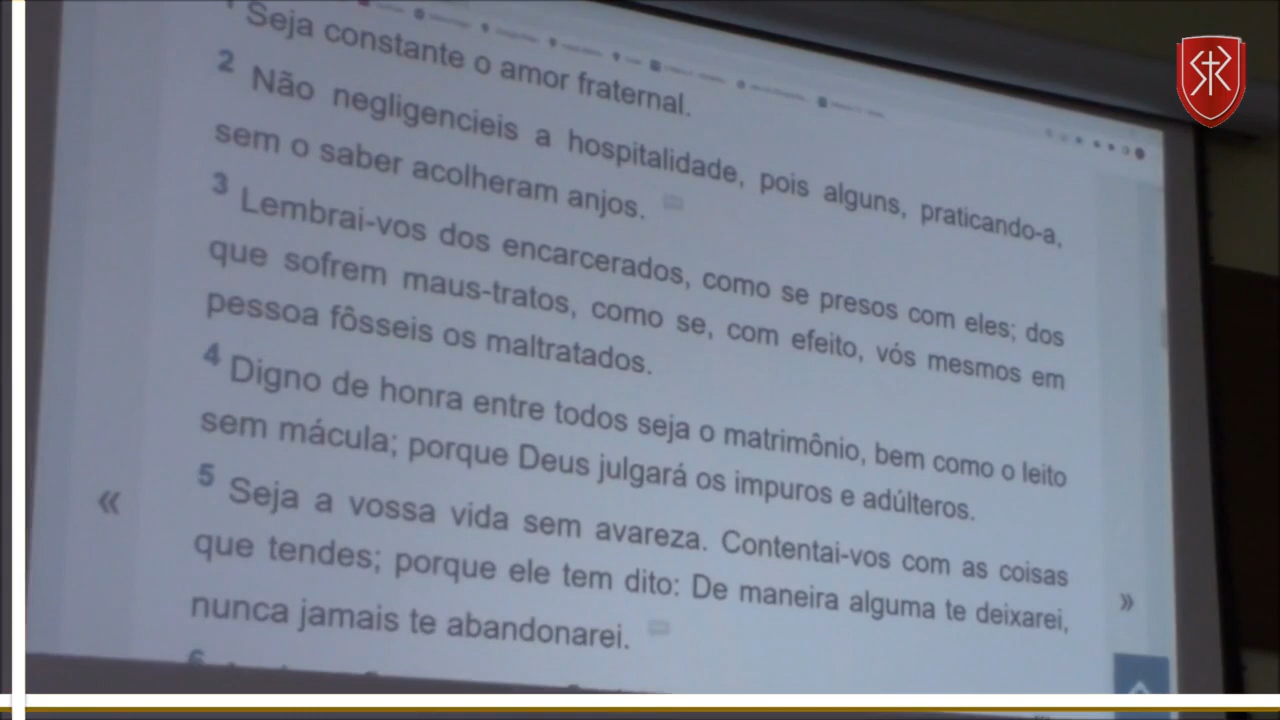 1 Seja constante o amor fraternal.
2 Não negligencieis a hospitalidade, pois alguns, praticando-a,
sem o saber acolheram anjos.
3 Lembrai-vos dos encarcerados, como se presos com eles; dos
que sofrem maus-tratos, como se, com efeito, vós mesmos em
pessoa fôsseis os maltratados.
4 Digno de honra entre todos seja o matrimônio, bem como o leito
sem mácula; porque Deus julgará os impuros e adúlteros.
5 Seja a vossa vida sem avareza. Contentai-vos com as coisas
que tendes; porque ele tem dito: De maneira alguma te deixarei,
nunca jamais te abandonarei.
6